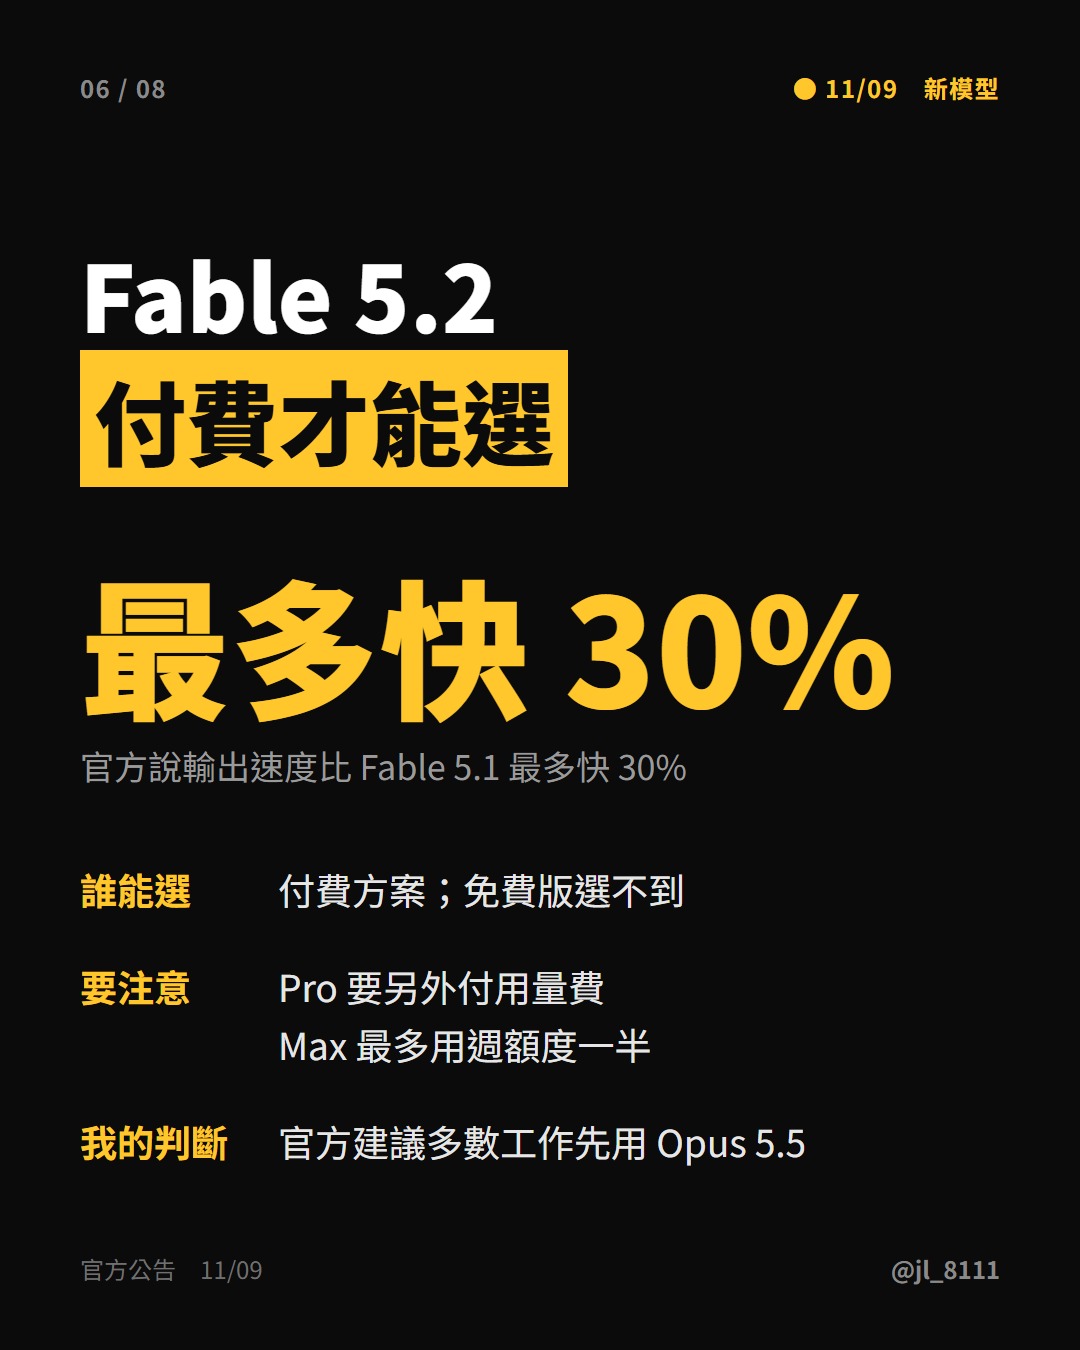 06 / 08
11/09 新模型
Fable 5.2
付費才能選
最多快 30%
官方說輸出速度比 Fable 5.1 最多快 30%
誰能選 付費方案；免費版選不到
要注意 Pro 要另外付用量費
Max 最多用週額度一半
我的判斷 官方建議多數工作先用 Opus 5.5
官方公告 11/09
@jl_8111